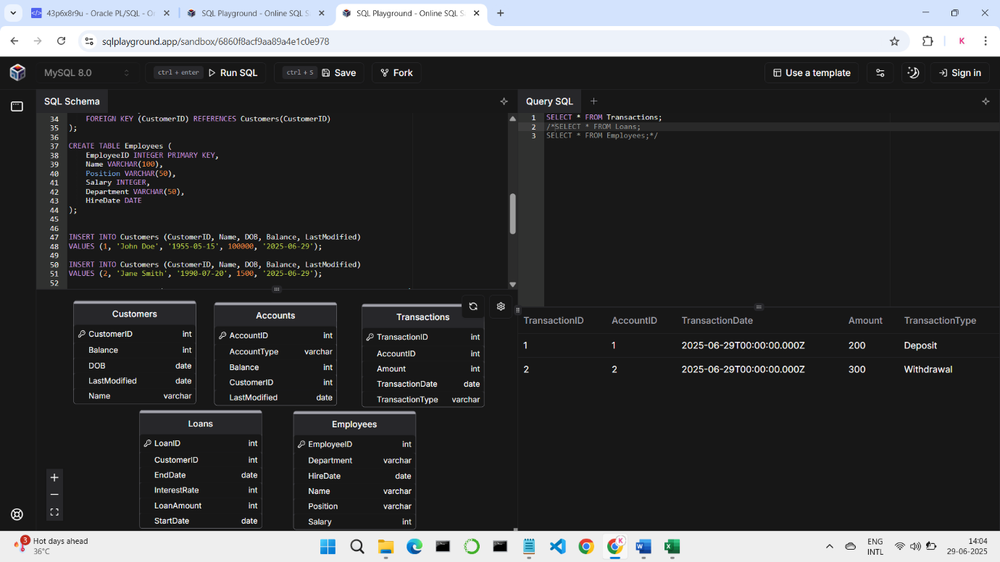 43p6x8r9u - Oracle PL/SQL - Or
SQL Playground - Online SQL S
SQL Playground - Online SQL S
sqlplayground.app/sandbox/6860f8acf9aa89a4e1c0e978
K
MySQL 8.0
ctrl + enter Run SQL
ctrl + S Save
Fork
Use a template
Sign in
SQL Schema
34 FOREIGN KEY (CustomerID) REFERENCES Customers(CustomerID)
35 );
36
37 CREATE TABLE Employees (
38 EmployeeID INTEGER PRIMARY KEY,
39 Name VARCHAR(100),
40 Position VARCHAR(50),
41 Salary INTEGER,
42 Department VARCHAR(50),
43 HireDate DATE
44 );
45
46
47 INSERT INTO Customers (CustomerID, Name, DOB, Balance, LastModified)
48 VALUES (1, 'John Doe', '1955-05-15', 100000, '2025-06-29');
49
50 INSERT INTO Customers (CustomerID, Name, DOB, Balance, LastModified)
51 VALUES (2, 'Jane Smith', '1990-07-20', 1500, '2025-06-29');
52
Query SQL
1 SELECT * FROM Transactions;
2 /*SELECT * FROM Loans;
3 SELECT * FROM Employees;*/
Customers
CustomerID int
Balance int
DOB date
LastModified date
Name varchar
Accounts
AccountID int
AccountType varchar
Balance int
CustomerID int
LastModified date
Transactions
TransactionID int
AccountID int
Amount int
TransactionDate date
TransactionType varchar
Loans
LoanID int
CustomerID int
EndDate date
InterestRate int
LoanAmount int
StartDate date
Employees
EmployeeID int
Department varchar
HireDate date
Name varchar
Position varchar
Salary int
TransactionID AccountID TransactionDate Amount TransactionType
1 1 2025-06-29T00:00:00.000Z 200 Deposit
2 2 2025-06-29T00:00:00.000Z 300 Withdrawal
3
Hot days ahead
36°C
K
ENG
INTL
14:04
29-06-2025